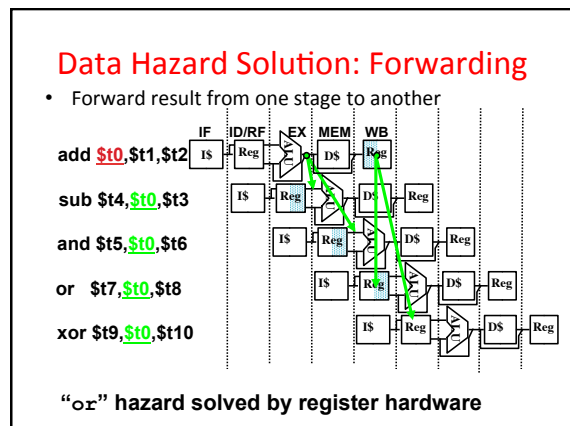 Data Hazard Solution: Forwarding
• Forward result from one stage to another
IF ID/RF EX MEM WB
add $t0,$t1,$t2 I$ Reg ALU D$ Reg
sub $t4,$t0,$t3 I$ Reg ALU D$ Reg
and $t5,$t0,$t6 I$ Reg ALU D$ Reg
or $t7,$t0,$t8 I$ Reg ALU D$ Reg
xor $t9,$t0,$t10 I$ Reg ALU D$ Reg
“or” hazard solved by register hardware